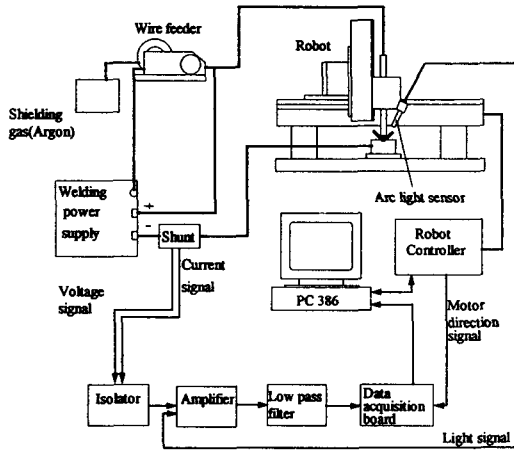 Wire feeder
Robot
Shielding
gas(Argon)
Arc light sensor
Welding
power
supply
+
-
Shunt
Robot
Controller
Current
signal
Voltage
signal
PC 386
Motor
direction
signal
Isolator
Amplifier
Low pass
filter
Data
acquisition
board
Light signal